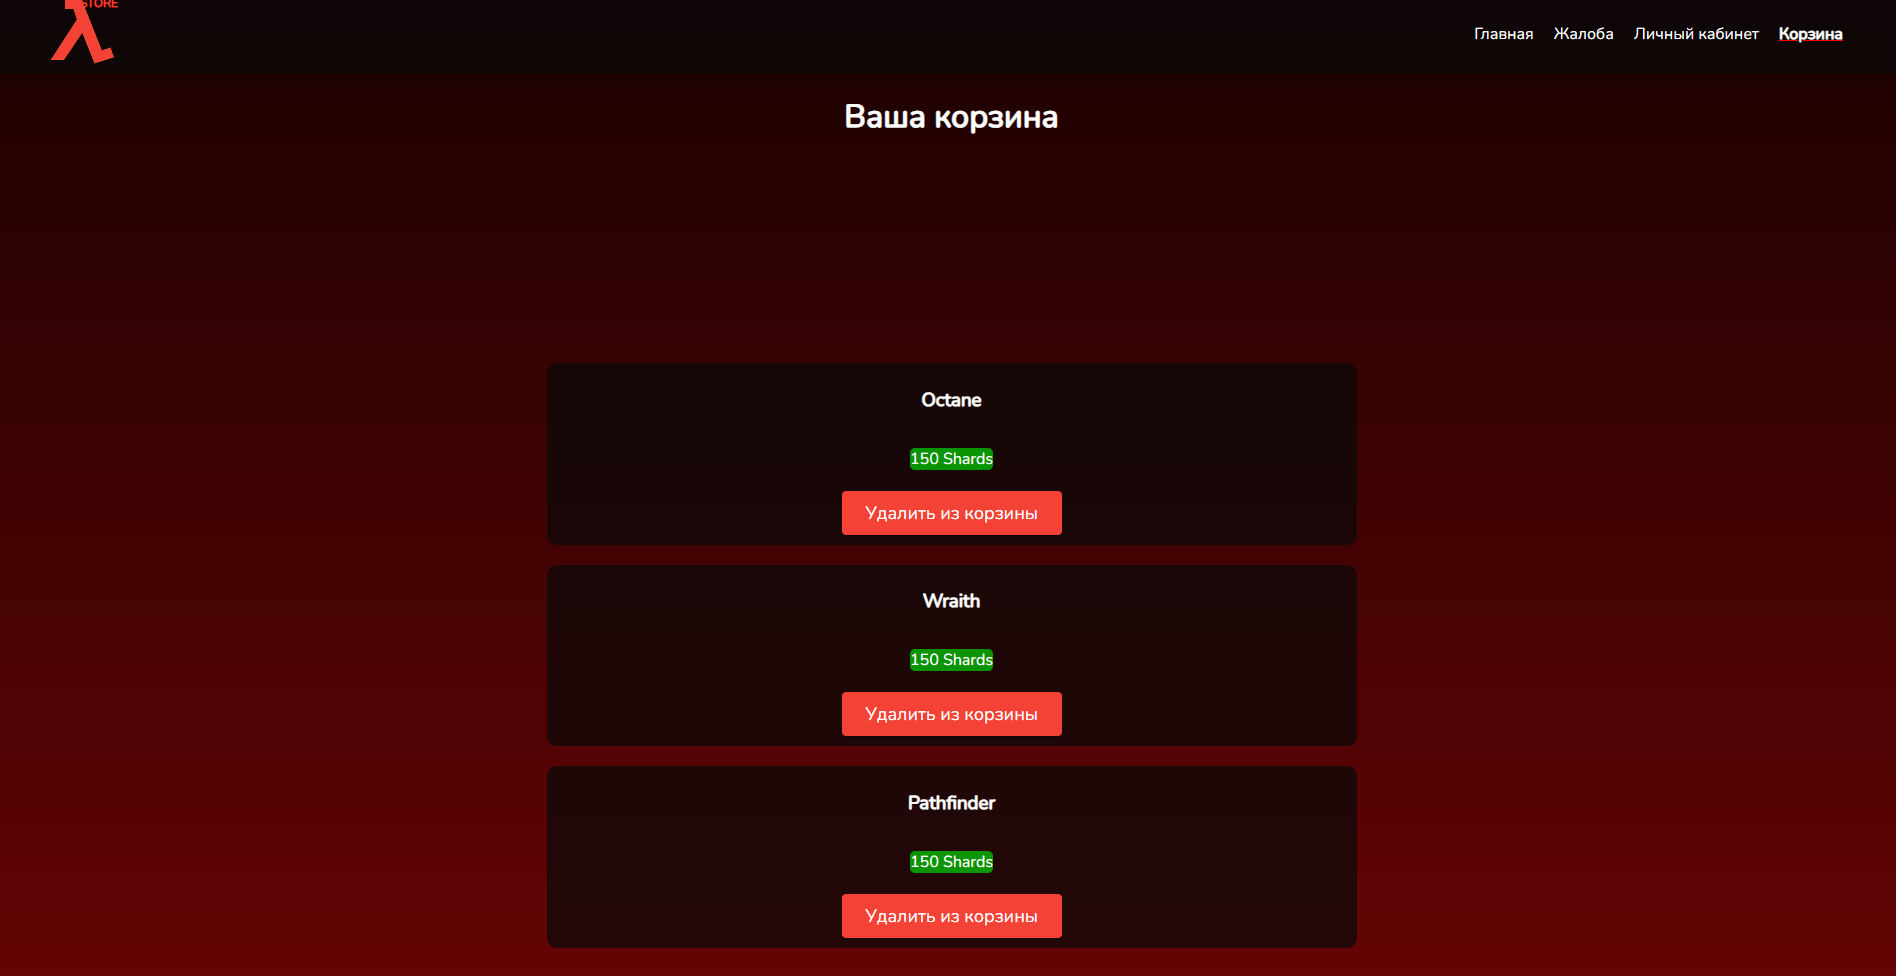 STORE
Главная Жалоба Личный кабинет Корзина
Ваша корзина
Octane
150 Shards
Удалить из корзины
Wraith
150 Shards
Удалить из корзины
Pathfinder
150 Shards
Удалить из корзины